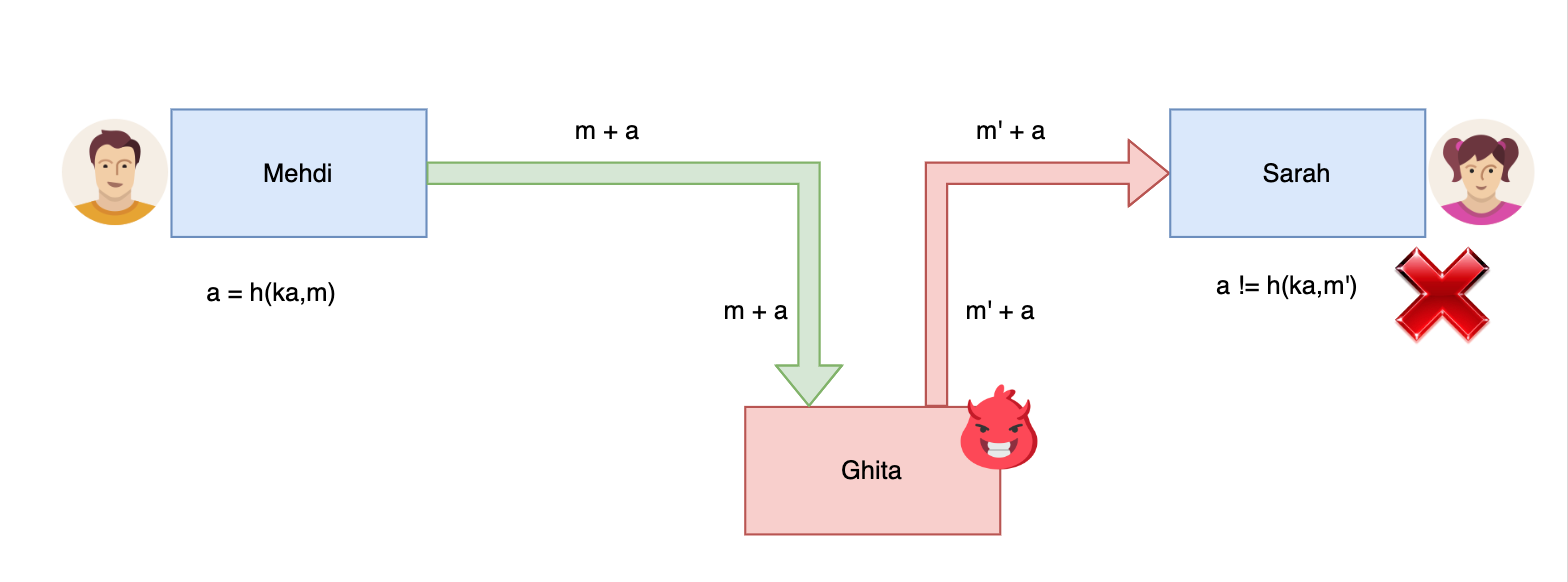 m + a
m' + a
Mehdi
Sarah
a = h(ka,m)
a != h(ka,m')
m + a
m' + a
Ghita